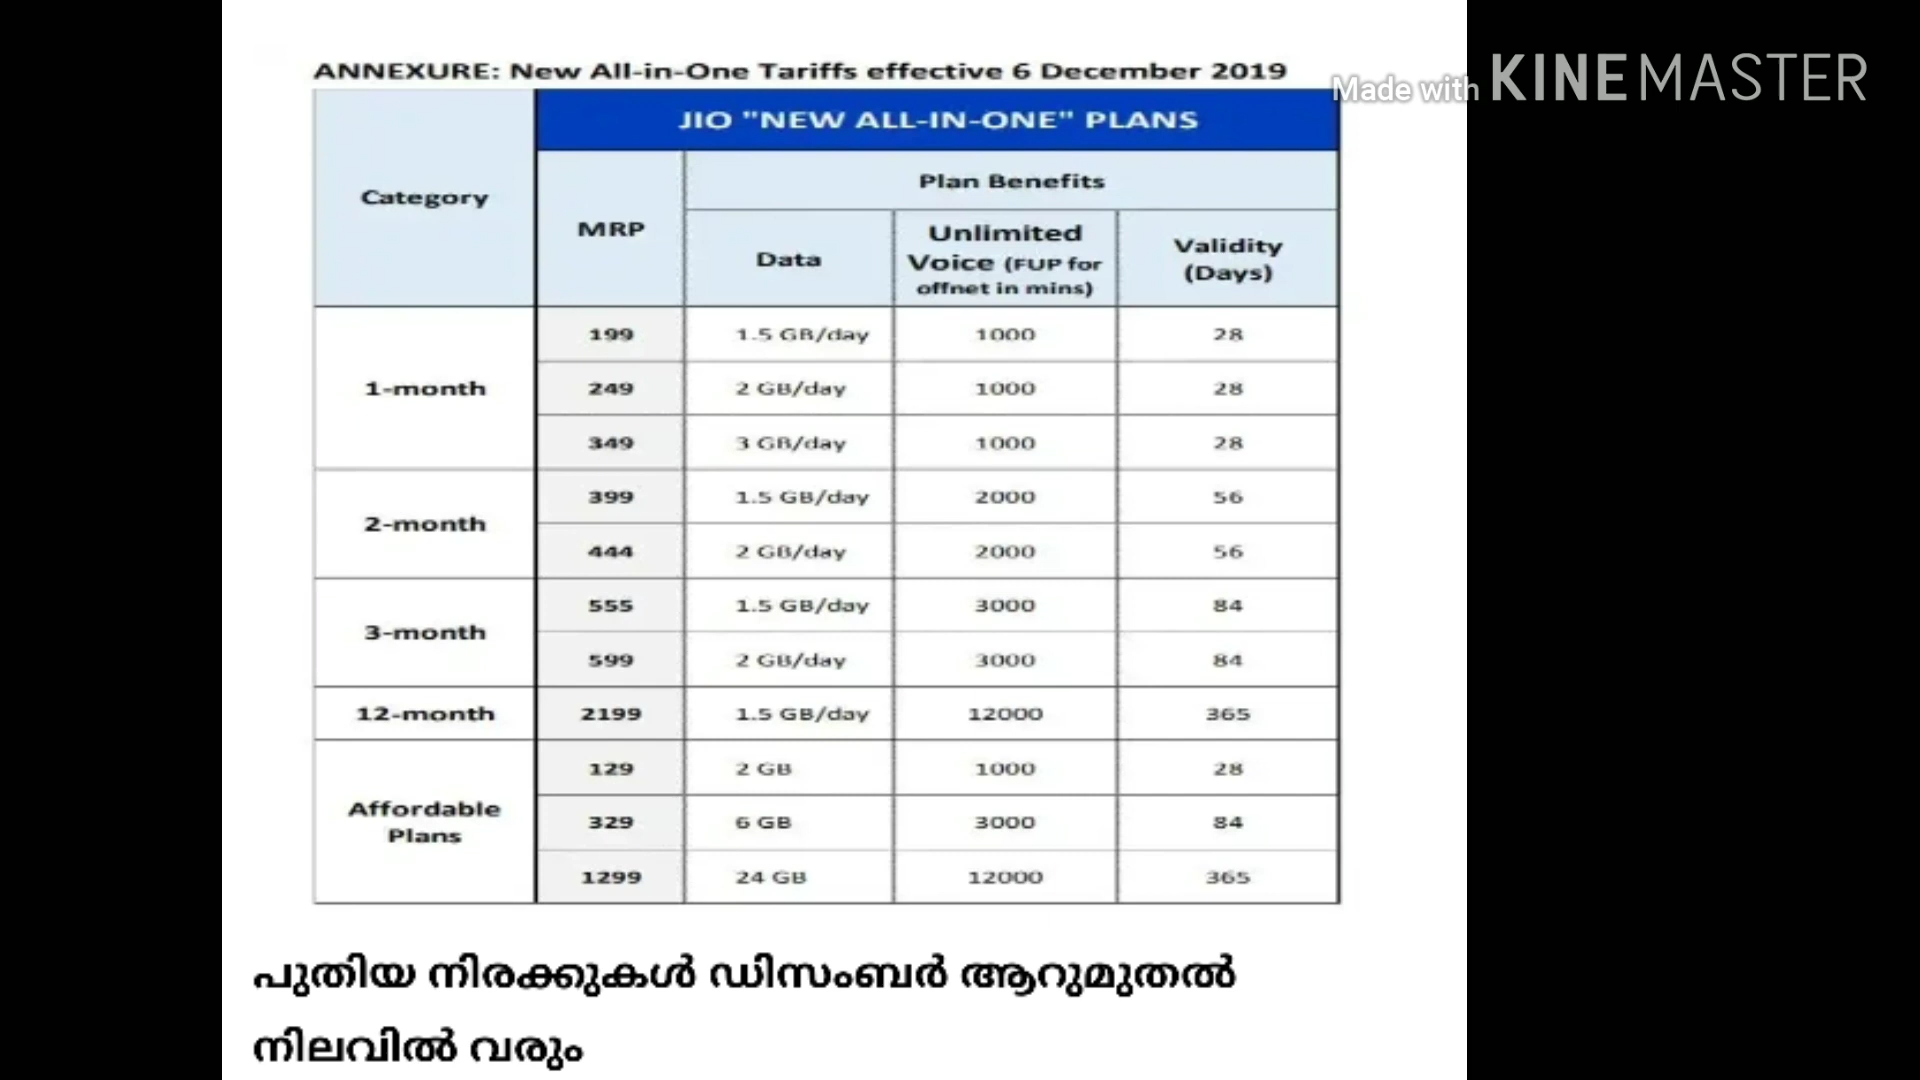 ANNEXURE: New All-in-One Tariffs effective 6 December 2019
Made with KINEMASTER
JIO "NEW ALL-IN-ONE" PLANS
Category
MRP
Plan Benefits
Data
Unlimited
Voice (FUP for
offnet in mins)
Validity
(Days)
1-month
199 1.5 GB/day 1000 28
249 2 GB/day 1000 28
349 3 GB/day 1000 28
2-month
399 1.5 GB/day 2000 56
444 2 GB/day 2000 56
3-month
555 1.5 GB/day 3000 84
599 2 GB/day 3000 84
12-month 2199 1.5 GB/day 12000 365
Affordable
Plans
129 2 GB 1000 28
329 6 GB 3000 84
1299 24 GB 12000 365
പുതിയ നിരക്കുകൾ ഡിസംബർ ആറുമുതൽ
നിലവിൽ വരും